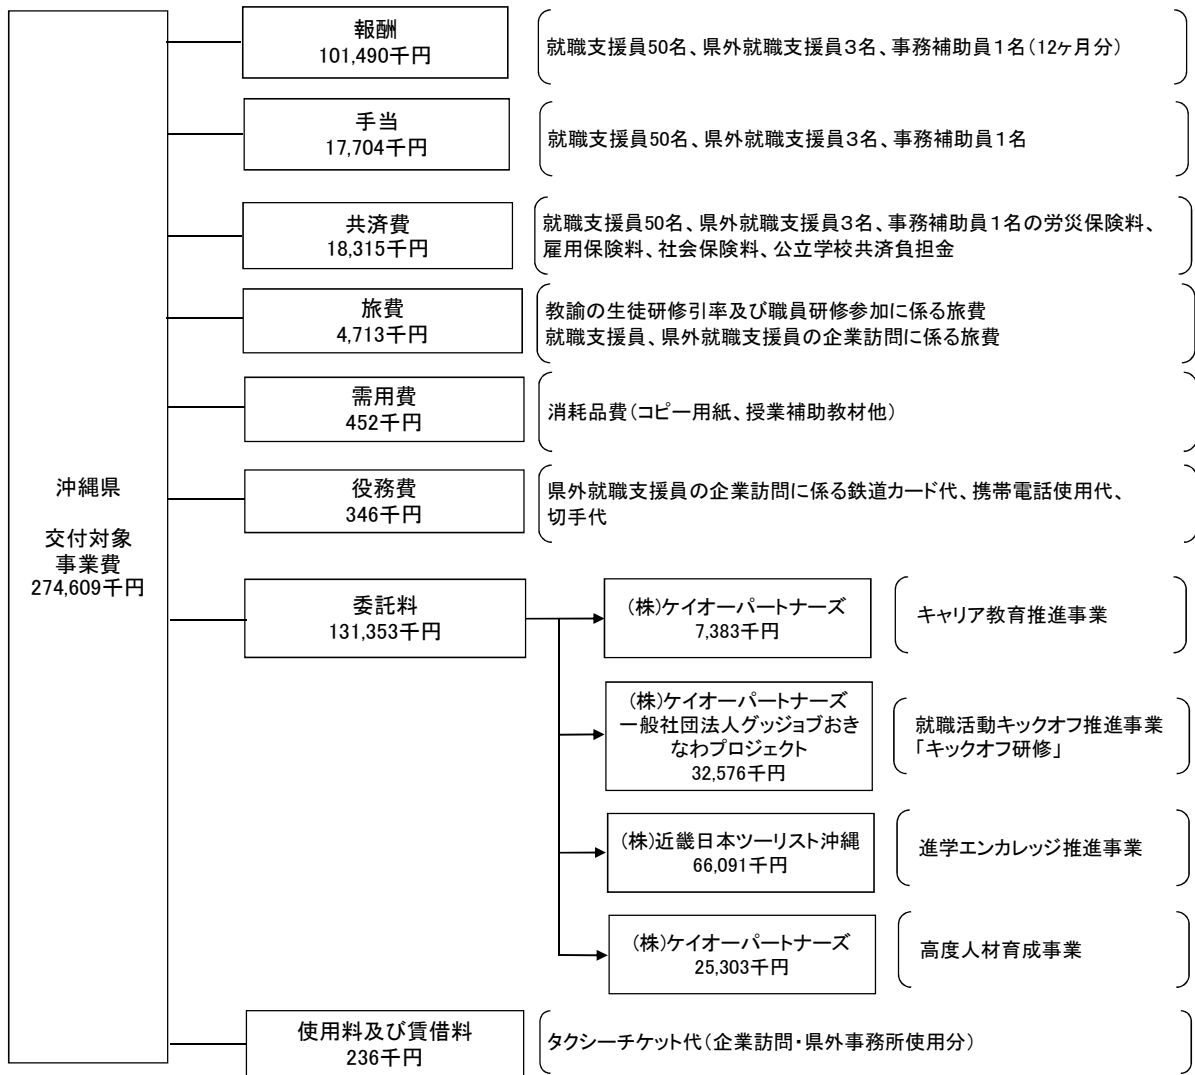 報酬
101,490千円
就職支援員50名、県外就職支援員３名、事務補助員１名（12ヶ月分）
手当
17,704千円
就職支援員50名、県外就職支援員３名、事務補助員１名
共済費
18,315千円
就職支援員50名、県外就職支援員３名、事務補助員１名の労災保険料、
雇用保険料、社会保険料、公立学校共済負担金
旅費
4,713千円
教諭の生徒研修引率及び職員研修参加に係る旅費
就職支援員、県外就職支援員の企業訪問に係る旅費
需用費
452千円
消耗品費（コピー用紙、授業補助教材他）
沖縄県
交付対象
事業費
274,609千円
役務費
346千円
県外就職支援員の企業訪問に係る鉄道カード代、携帯電話使用代、
切手代
委託料
131,353千円
（株）ケイオーパートナーズ
7,383千円
キャリア教育推進事業
（株）ケイオーパートナーズ
一般社団法人グッジョブおき
なわプロジェクト
32,576千円
就職活動キックオフ推進事業
「キックオフ研修」
（株）近畿日本ツーリスト沖縄
66,091千円
進学エンカレッジ推進事業
（株）ケイオーパートナーズ
25,303千円
高度人材育成事業
使用料及び賃借料
236千円
タクシーチケット代（企業訪問・県外事務所使用分）